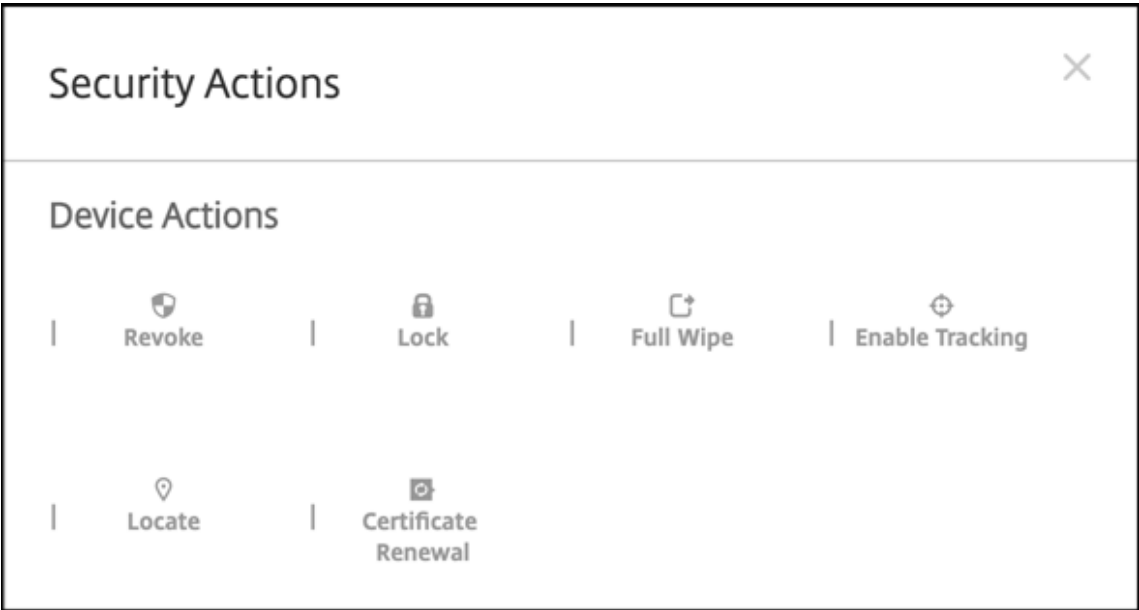 Security Actions
Device Actions
Revoke
Lock
Full Wipe
Enable Tracking
Locate
Certificate
Renewal